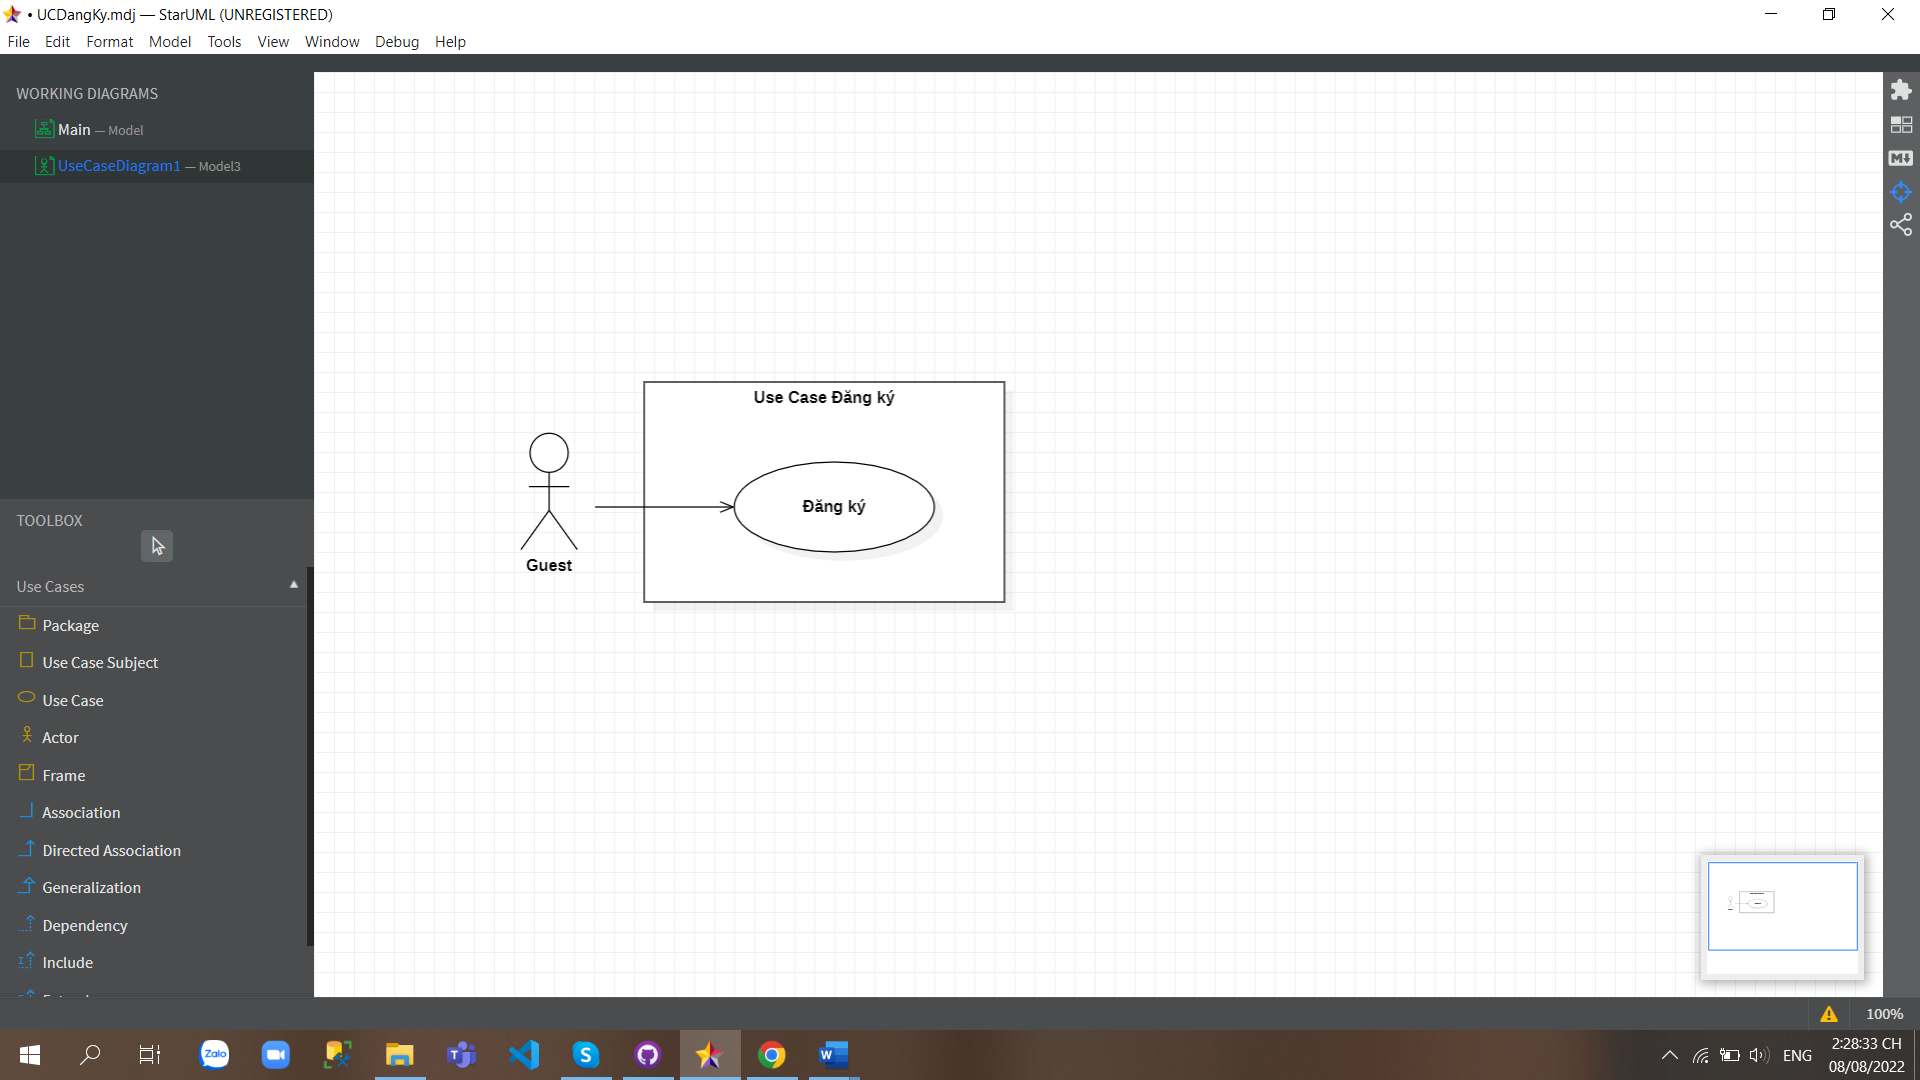 • UCDangKy.mdj — StarUML (UNREGISTERED)
File Edit Format Model Tools View Window Debug Help
WORKING DIAGRAMS
Main — Model
UseCaseDiagram1 — Model3
TOOLBOX
Use Cases
Package
Use Case Subject
Use Case
Actor
Frame
Association
Directed Association
Generalization
Dependency
Include
Use Case Đăng ký
Đăng ký
Guest
M
100%
Zalo
T
S
W
ENG
2:28:33 CH
08/08/2022